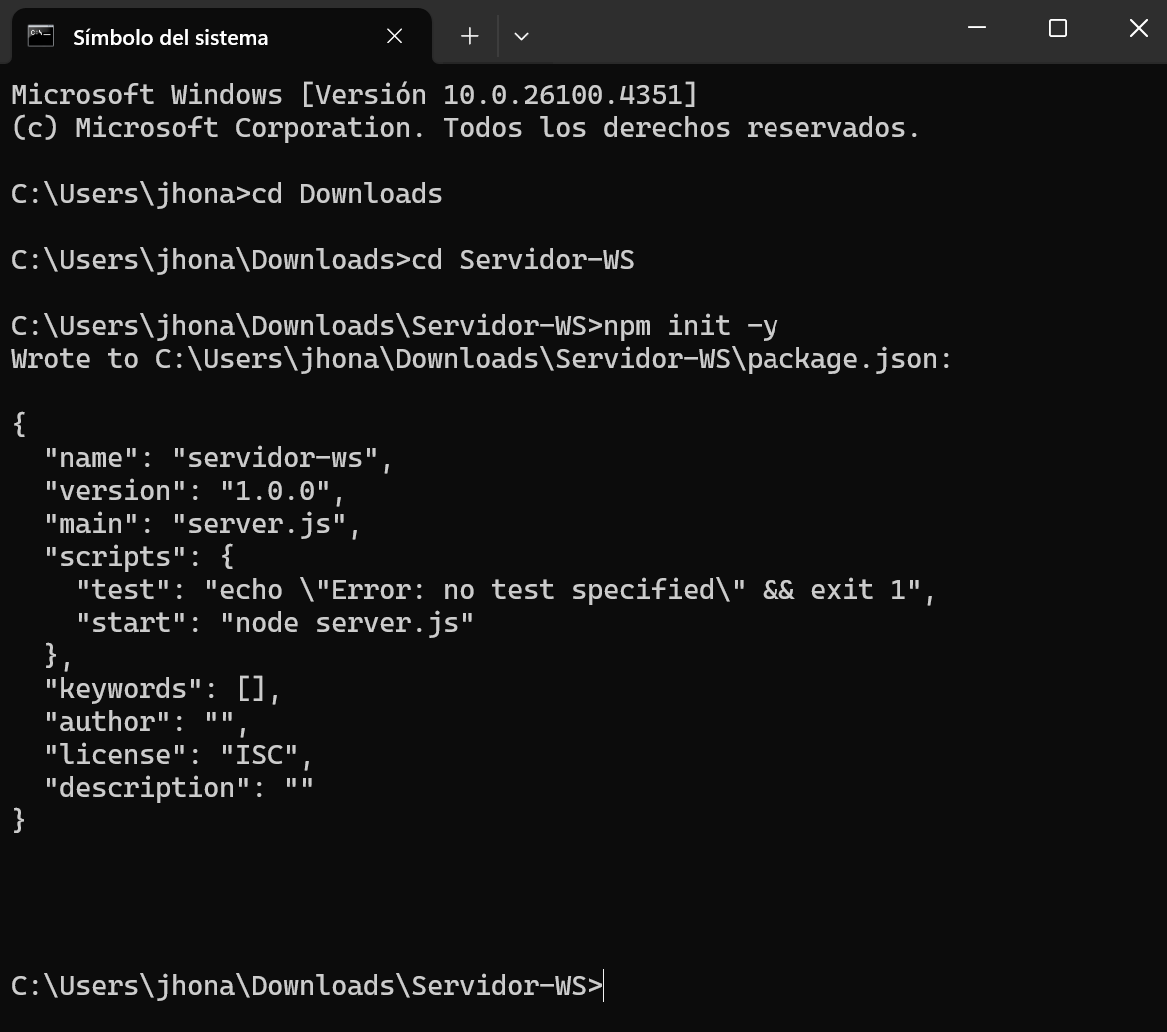 Símbolo del sistema
Microsoft Windows [Versión 10.0.26100.4351]
(c) Microsoft Corporation. Todos los derechos reservados.
C:\Users\jhona>cd Downloads
C:\Users\jhona\Downloads>cd Servidor-WS
C:\Users\jhona\Downloads\Servidor-WS>npm init -y
Wrote to C:\Users\jhona\Downloads\Servidor-WS\package.json:
{
  "name": "servidor-ws",
  "version": "1.0.0",
  "main": "server.js",
  "scripts": {
    "test": "echo \"Error: no test specified\" && exit 1",
    "start": "node server.js"
  },
  "keywords": [],
  "author": "",
  "license": "ISC",
  "description": ""
}
C:\Users\jhona\Downloads\Servidor-WS>